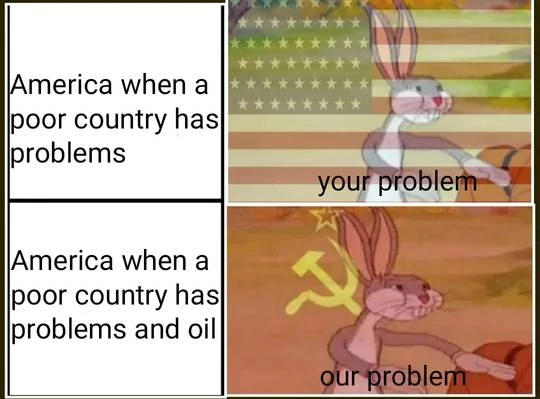 America when a
poor country has
problems
your problem
America when a
poor country has
problems and oil
our problem